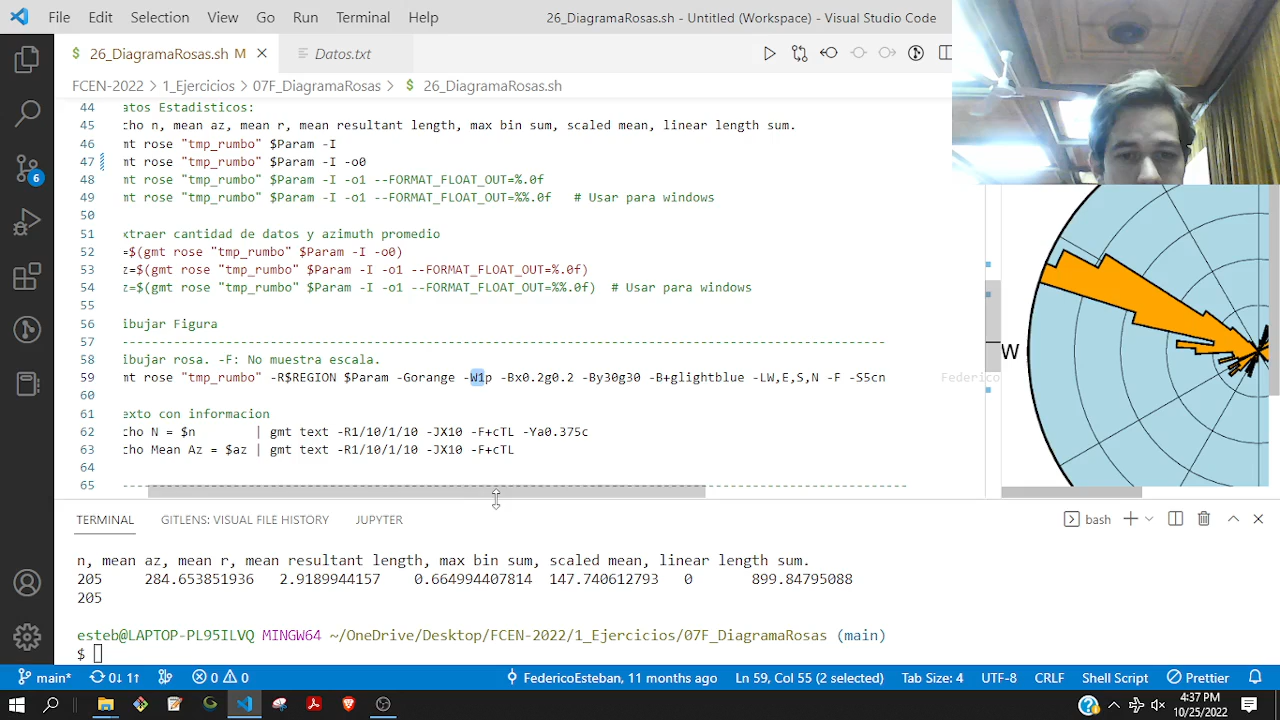 File Edit Selection View Go Run Terminal Help 26_DiagramaRosas.sh - Untitled (Workspace) - Visual Studio Code
$ 26_DiagramaRosas.sh M Datos.txt
FCEN-2022 > 1_Ejercicios > 07F_DiagramaRosas > $ 26_DiagramaRosas.sh
44 atos Estadisticos:
45 cho n, mean az, mean r, mean resultant length, max bin sum, scaled mean, linear length sum.
46 mt rose "tmp_rumbo" $Param -I
47 mt rose "tmp_rumbo" $Param -I -o0
48 mt rose "tmp_rumbo" $Param -I -o1 --FORMAT_FLOAT_OUT=%.0f
49 mt rose "tmp_rumbo" $Param -I -o1 --FORMAT_FLOAT_OUT=%%.0f # Usar para windows
50
51 xtraer cantidad de datos y azimuth promedio
52 =$(gmt rose "tmp_rumbo" $Param -I -o0)
53 z=$(gmt rose "tmp_rumbo" $Param -I -o1 --FORMAT_FLOAT_OUT=%.0f)
54 z=$(gmt rose "tmp_rumbo" $Param -I -o1 --FORMAT_FLOAT_OUT=%%.0f) # Usar para windows
55
56 ibujar Figura
57 -------------------------------------------------------------------------------------------------------
58 ibujar rosa. -F: No muestra escala.
59 mt rose "tmp_rumbo" -R$REGION $Param -Gorange -W1p -Bx0.2g0.2 -By30g30 -B+glightblue -LW,E,S,N -F -S5cn Federico
60
61 exto con informacion
62 cho N = $n | gmt text -R1/10/1/10 -JX10 -F+cTL -Ya0.375c
63 cho Mean Az = $az | gmt text -R1/10/1/10 -JX10 -F+cTL
64
65 ----------------------------------------------------------------------------------------------------------
W
TERMINAL GITLENS: VISUAL FILE HISTORY JUPYTER bash
n, mean az, mean r, mean resultant length, max bin sum, scaled mean, linear length sum.
205 284.653851936 2.9189944157 0.664994407814 147.740612793 0 899.84795088
205
esteb@LAPTOP-PL95ILVQ MINGW64 ~/OneDrive/Desktop/FCEN-2022/1_Ejercicios/07F_DiagramaRosas (main)
$
6
main* 0↓ 1↑ 0 0 FedericoEsteban, 11 months ago Ln 59, Col 55 (2 selected) Tab Size: 4 UTF-8 CRLF Shell Script Prettier
4:37 PM
10/25/2022